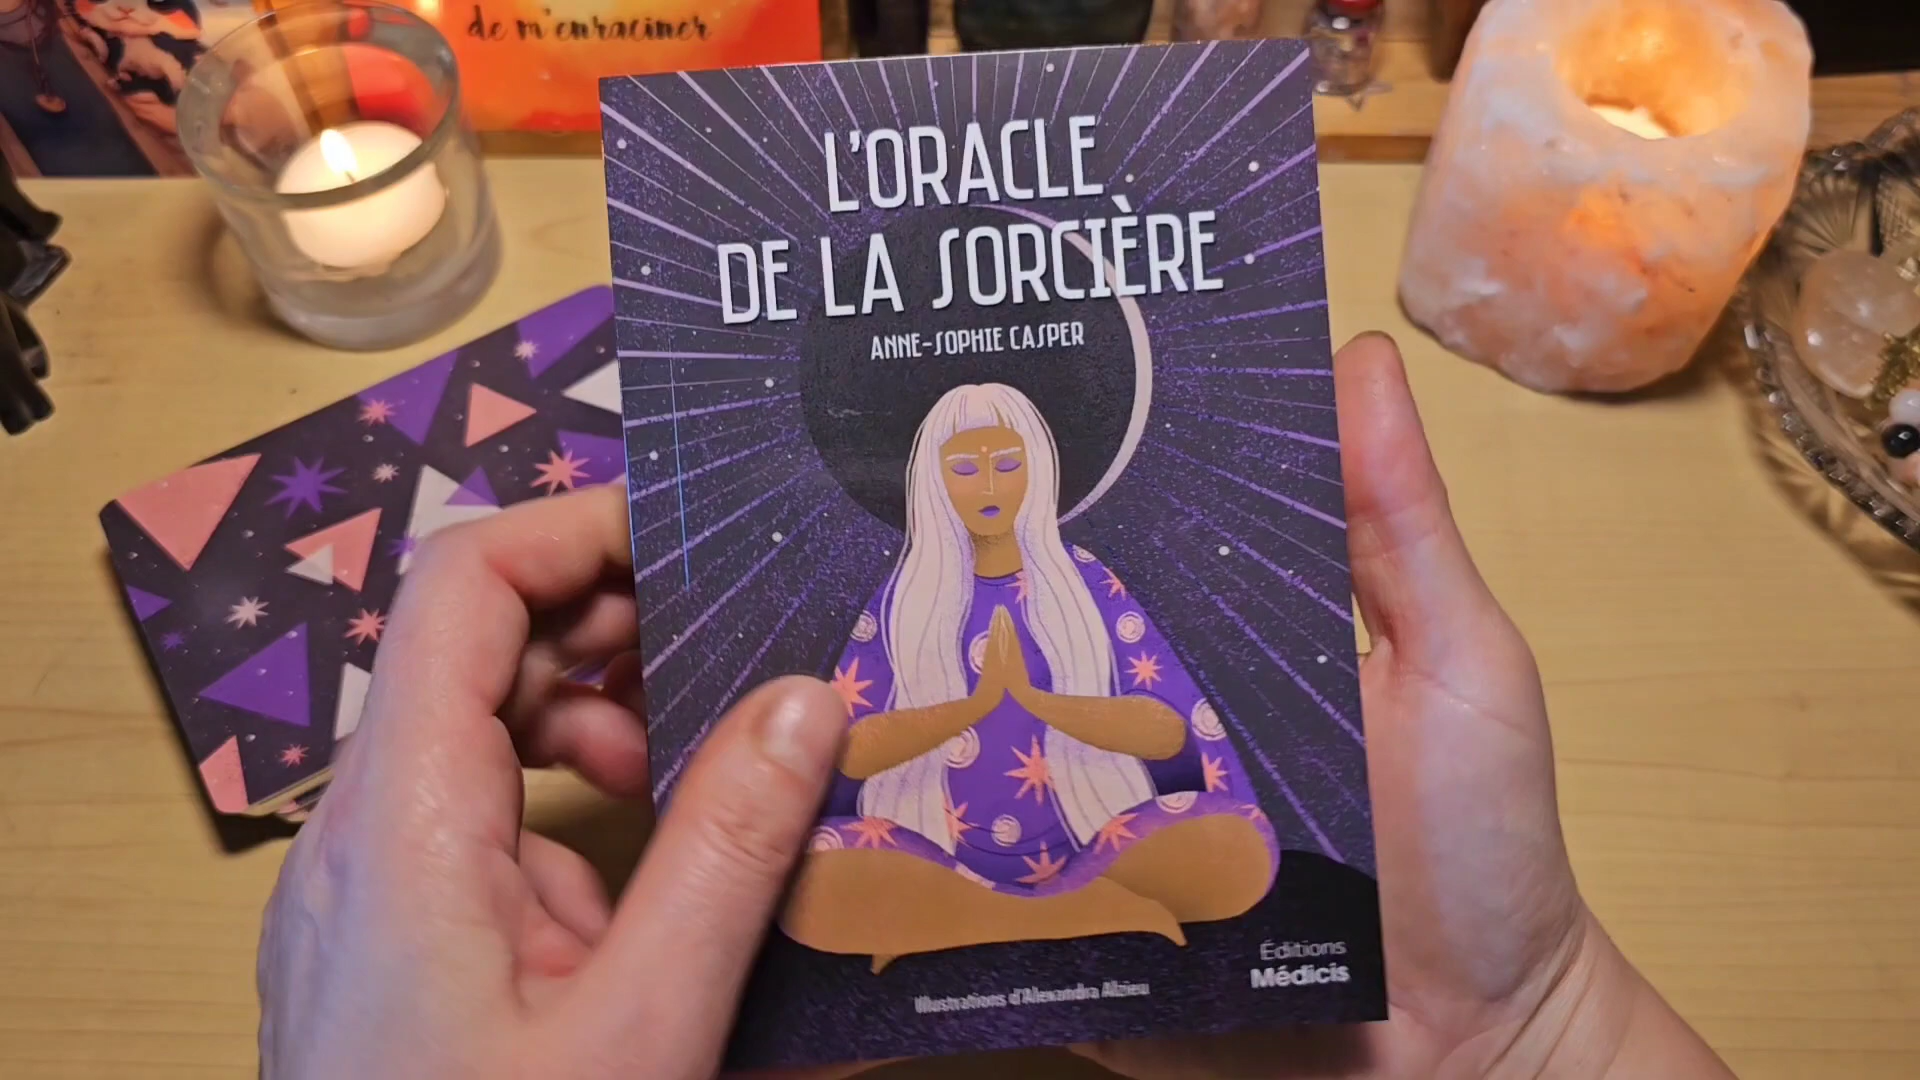 de m'enraciner
L'ORACLE
DE LA SORCIÈRE
ANNE-SOPHIE CASPER
Éditions
Médicis
Illustrations d'Alexandra Alzieu